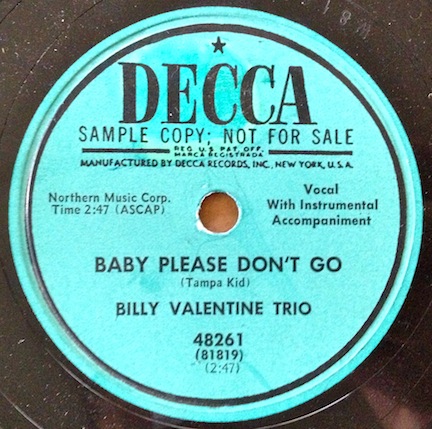 18M
DECCA
SAMPLE COPY; NOT FOR SALE
REG. U.S. PAT. OFF.
MARCA REGISTRADA
MANUFACTURED BY DECCA RECORDS, INC., NEW YORK, U.S.A.
Northern Music Corp.
Time 2:47 (ASCAP)
Vocal
With Instrumental
Accompaniment
BABY PLEASE DON'T GO
(Tampa Kid)
BILLY VALENTINE TRIO
48261
(81819)
(2:47)